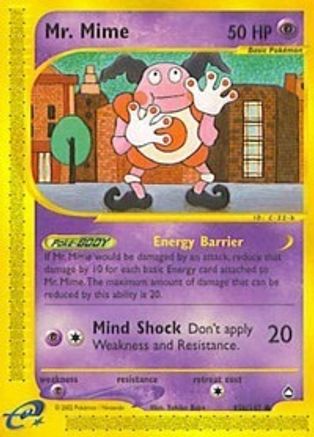 Mr. Mime
50 HP
Basic Pokémon
ID: C-22-#
POKé-BODY Energy Barrier
If Mr. Mime would be damaged by an attack, reduce that
damage by 10 for each basic Energy card attached to
Mr. Mime. The maximum amount of damage that can be
reduced by this ability is 20.
Mind Shock Don't apply
Weakness and Resistance.
20
weakness resistance retreat cost
©2002 Pokémon / Nintendo
e